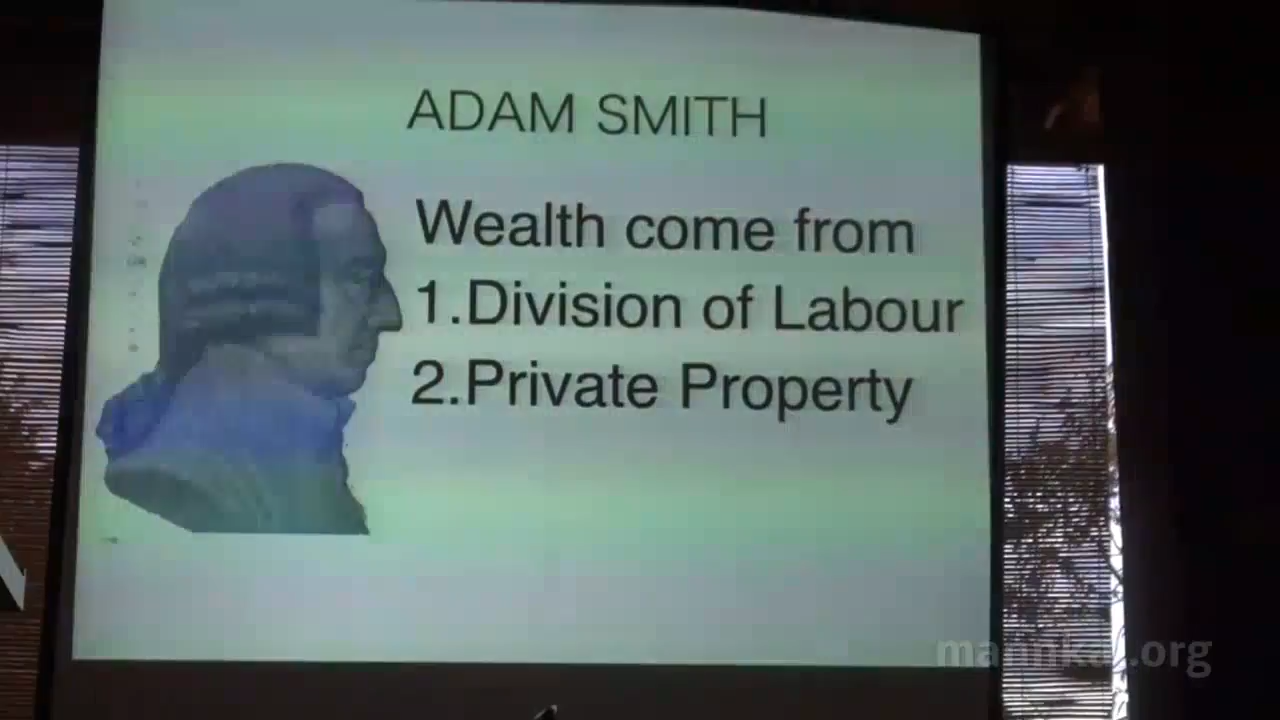 ADAM SMITH
Wealth come from
1.Division of Labour
2.Private Property